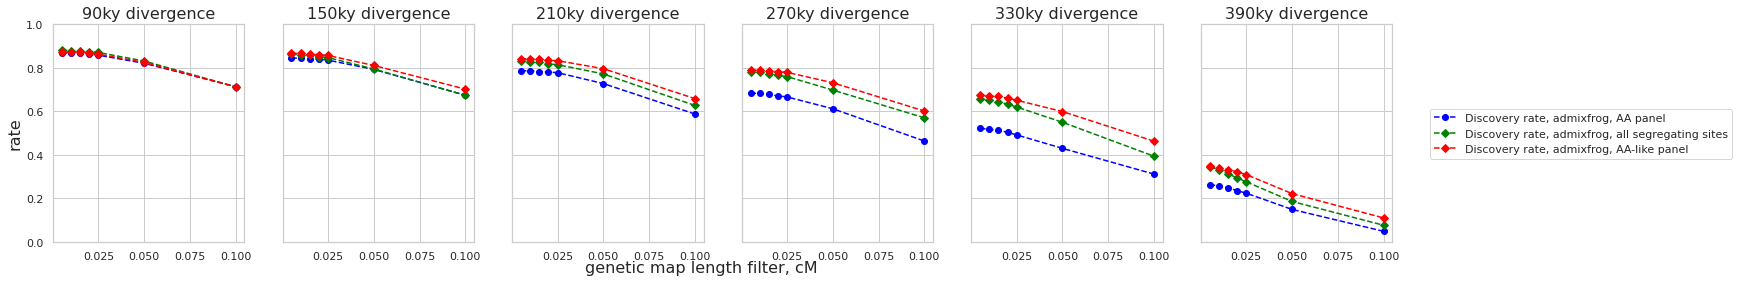 90ky divergence
150ky divergence
210ky divergence
270ky divergence
330ky divergence
390ky divergence
1.0
0.8
0.6
0.4
0.2
0.0
rate
0.025 0.050 0.075 0.100
0.025 0.050 0.075 0.100
0.025 0.050 0.075 0.100
0.025 0.050 0.075 0.100
0.025 0.050 0.075 0.100
0.025 0.050 0.075 0.100
genetic map length filter, cM
Discovery rate, admixfrog, AA panel
Discovery rate, admixfrog, all segregating sites
Discovery rate, admixfrog, AA-like panel